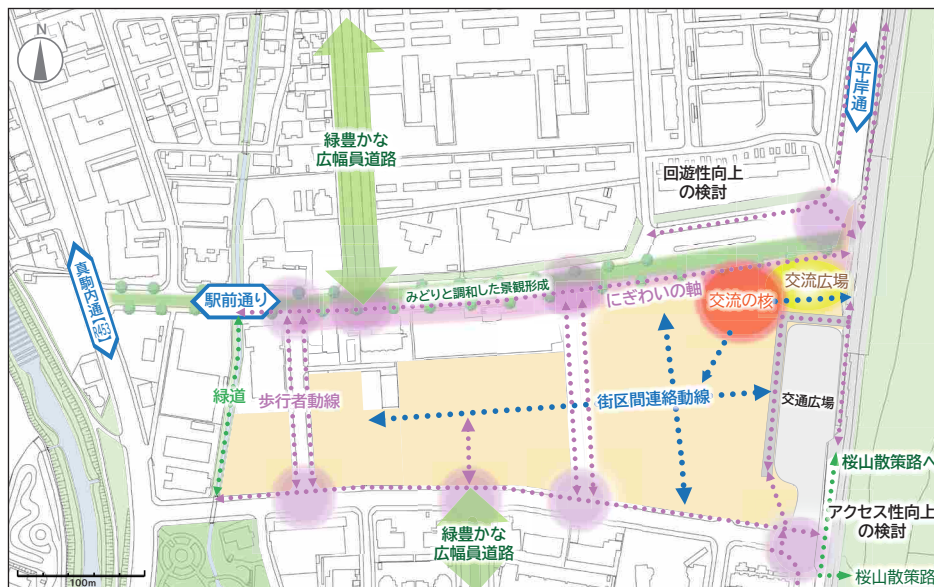 N
平岸通
緑豊かな
広幅員道路
回遊性向上
の検討
真駒内通【R453】
駅前通り
みどりと調和した景観形成
にぎわいの軸
交流の核
交流広場
緑道
歩行者動線
街区間連絡動線
交通広場
桜山散策路へ
アクセス性向上
の検討
緑豊かな
広幅員道路
桜山散策路
100m